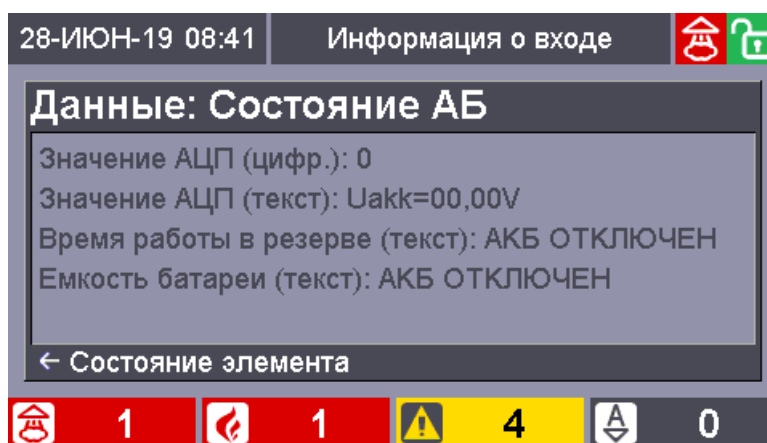 28-ИЮН-19 08:41 Информация о входе
Данные: Состояние АБ
Значение АЦП (цифр.): 0
Значение АЦП (текст): Uakk=00,00V
Время работы в резерве (текст): АКБ ОТКЛЮЧЕН
Емкость батареи (текст): АКБ ОТКЛЮЧЕН
← Состояние элемента
1 1 4 A 0